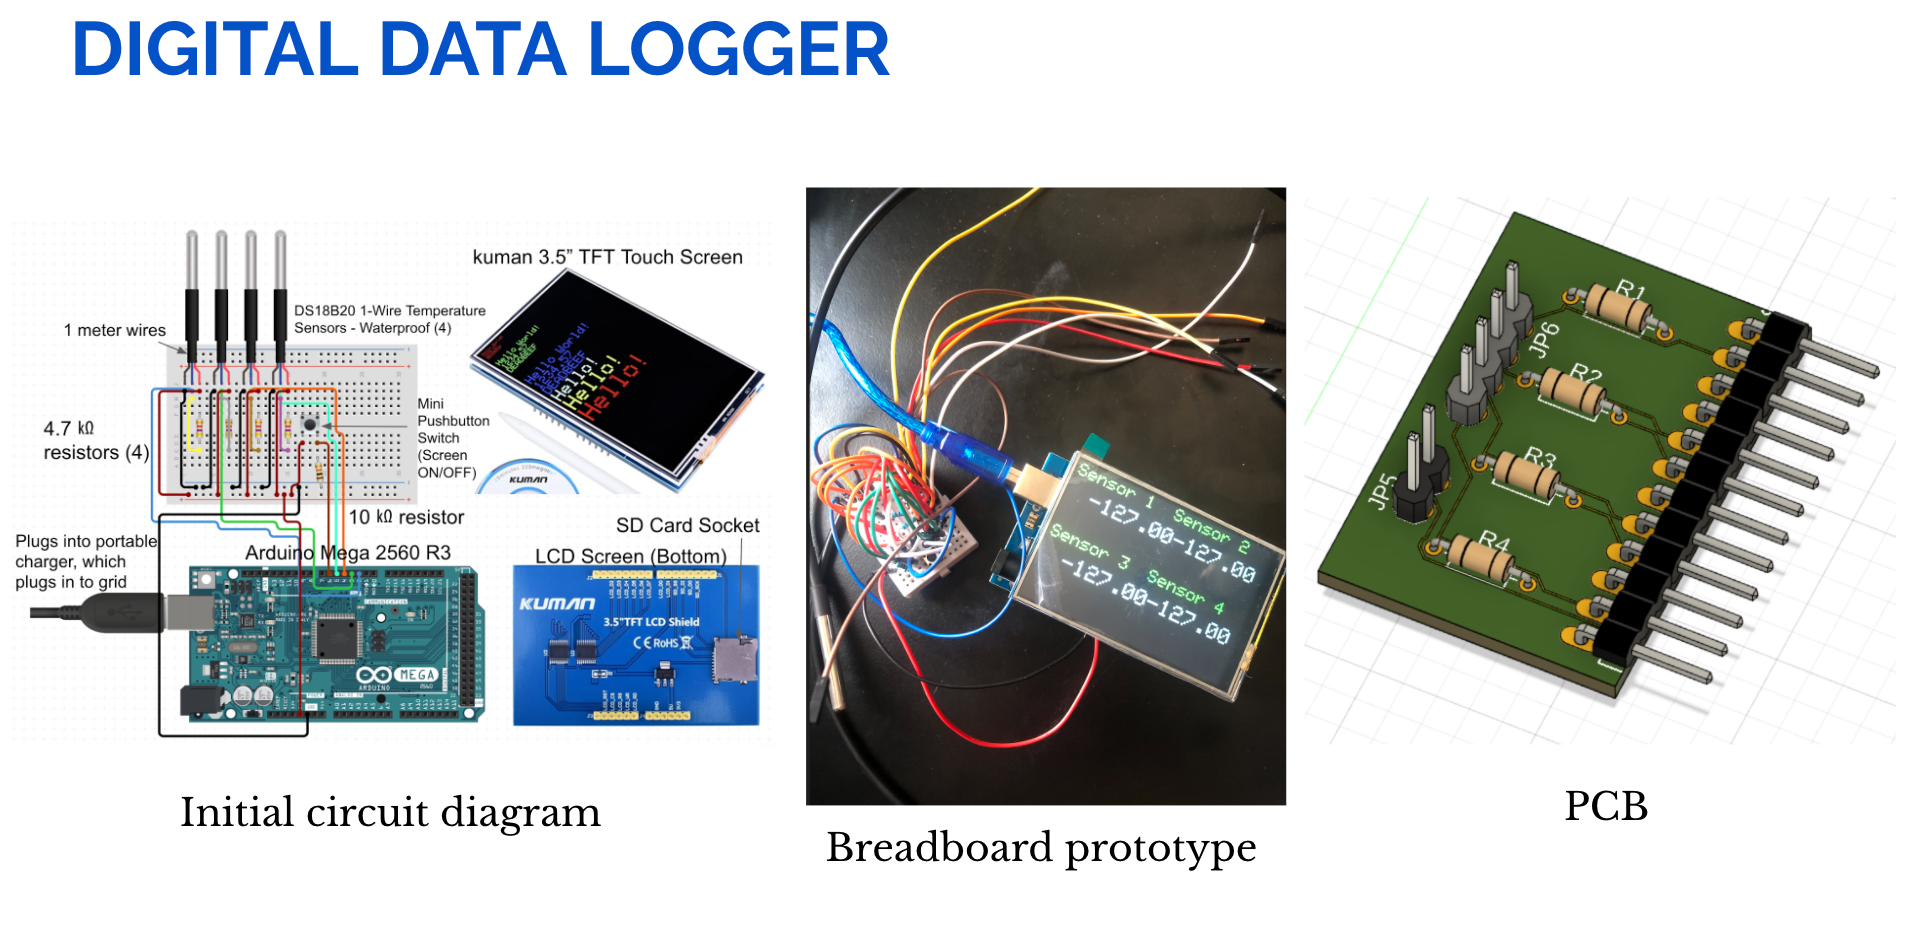 DIGITAL DATA LOGGER
kuman 3.5” TFT Touch Screen
DS18B20 1-Wire Temperature
Sensors - Waterproof (4)
1 meter wires
Hello World!
Hello World!
DEADBEEF
Hello!
Hello!
Hello!
4.7 kΩ
resistors (4)
Mini
Pushbutton
Switch
(Screen
ON/OFF)
KUMAN
10 kΩ resistor
SD Card Socket
Plugs into portable
charger, which
plugs in to grid
Arduino Mega 2560 R3
LCD Screen (Bottom)
KUMAN
3.5"TFT LCD Shield
CE RoHS
MEGA
ARDUINO
Sensor 1 Sensor 2
-127.00-127.00
Sensor 3 Sensor 4
-127.00-127.00
R1
JP6
R2
R3
JP5
R4
Initial circuit diagram
Breadboard prototype
PCB